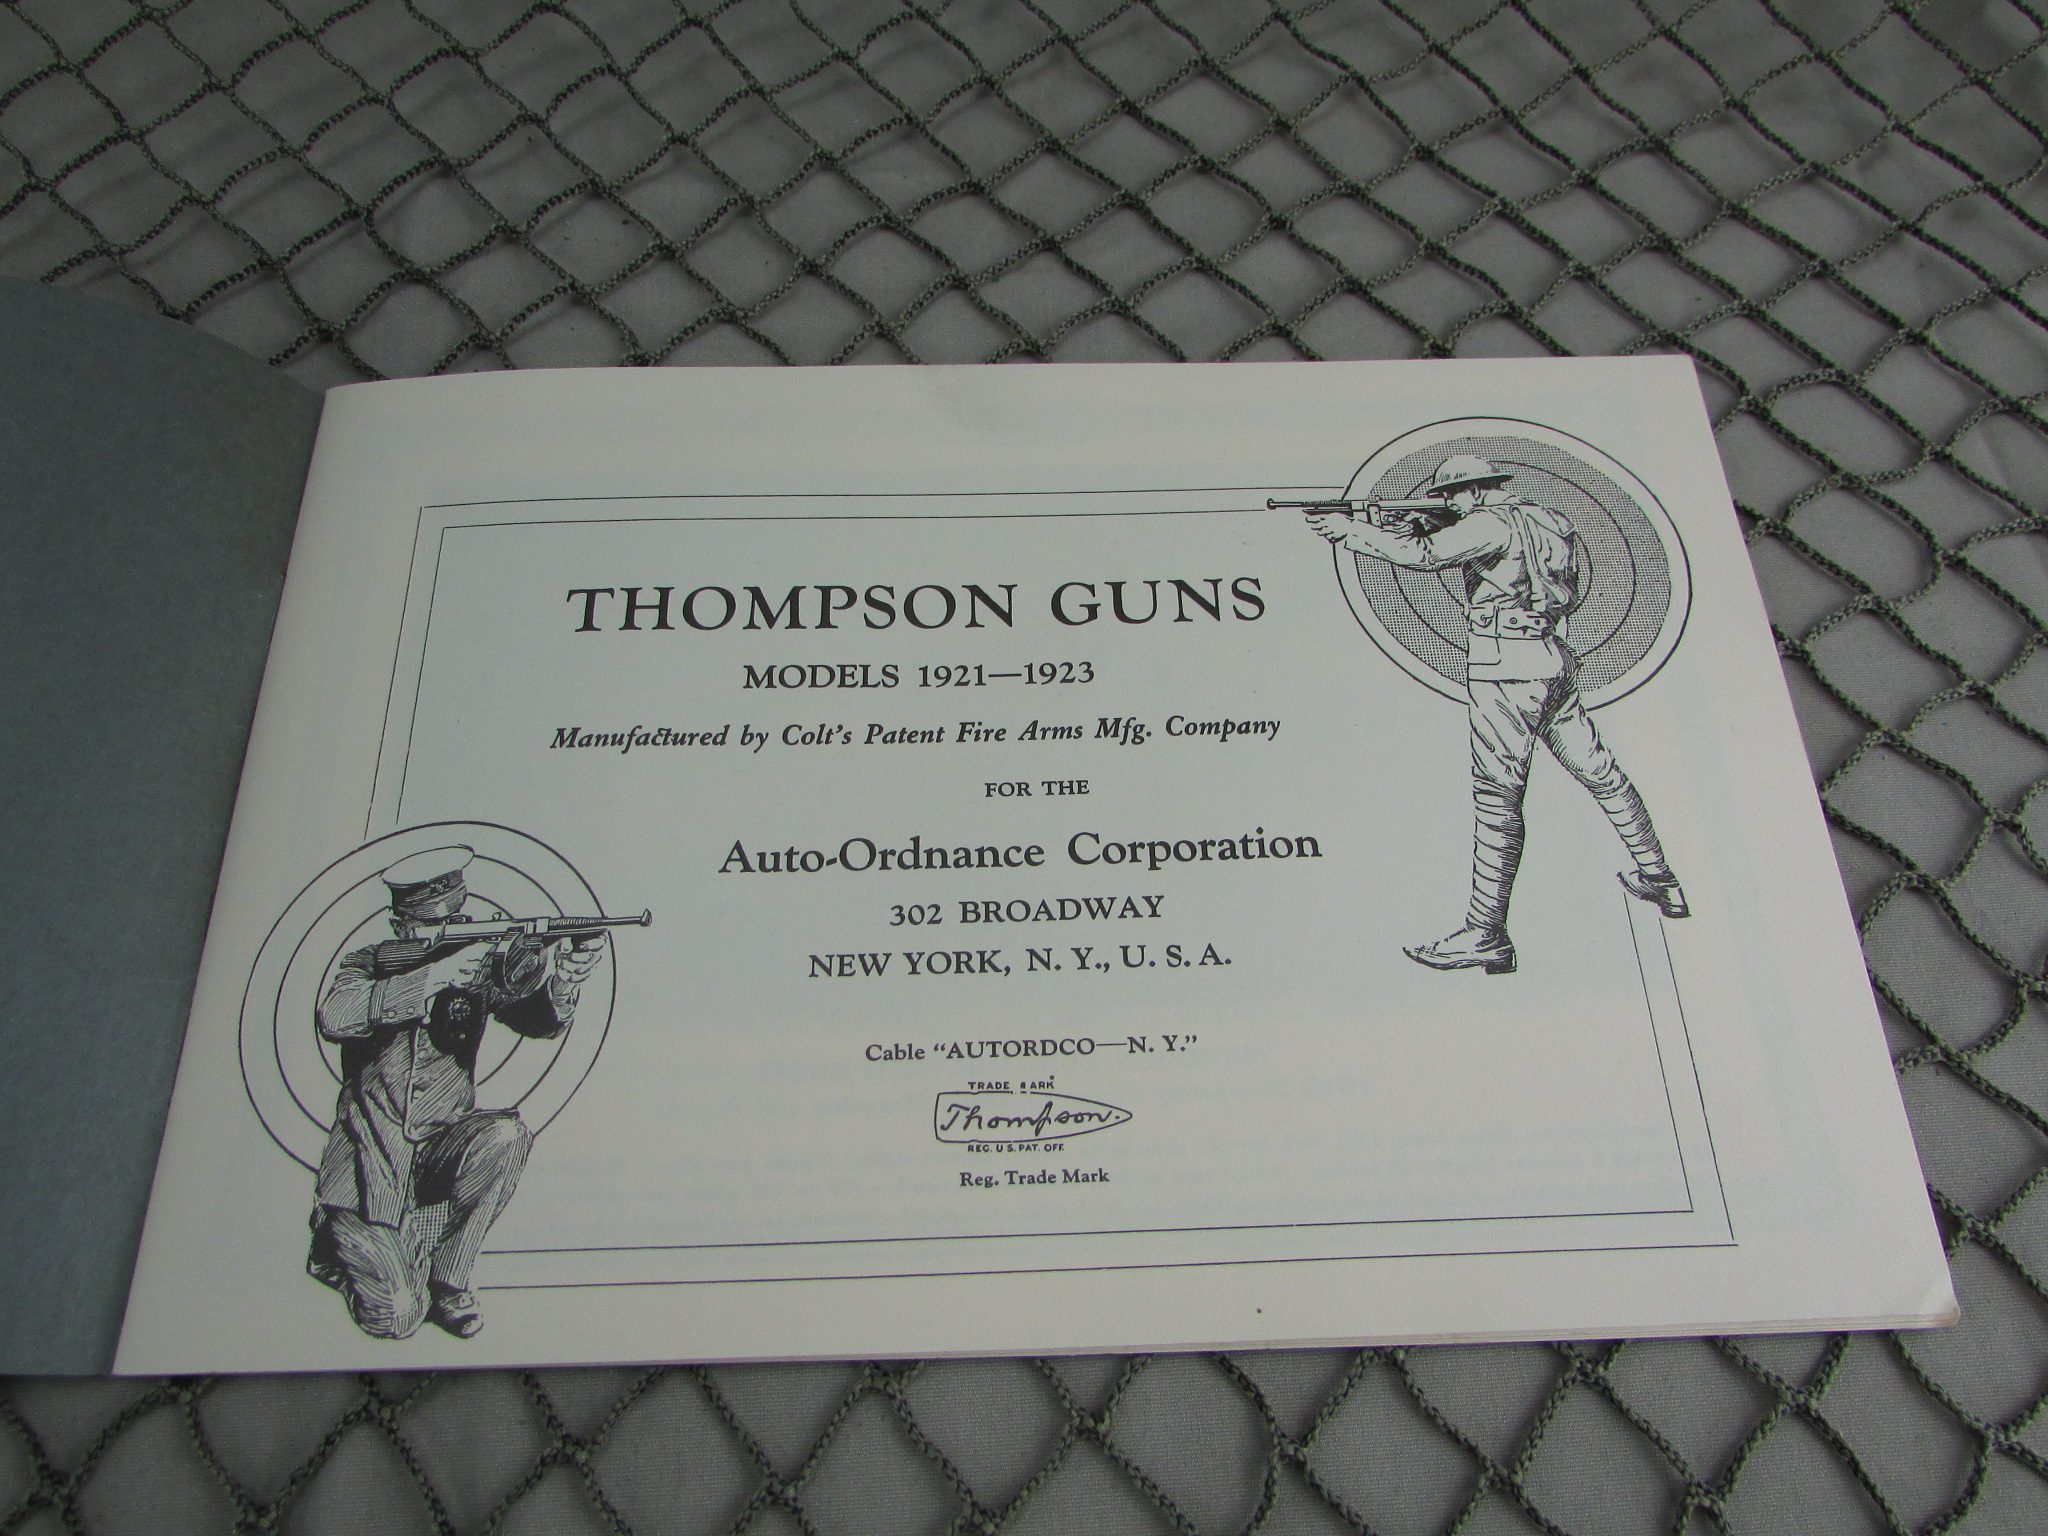 THOMPSON GUNS
MODELS 1921—1923
Manufactured by Colt's Patent Fire Arms Mfg. Company
FOR THE
Auto-Ordnance Corporation
302 BROADWAY
NEW YORK, N. Y., U. S. A.
Cable “AUTORDCO—N. Y.”
TRADE MARK
Thompson.
REG. U.S. PAT. OFF.
Reg. Trade Mark